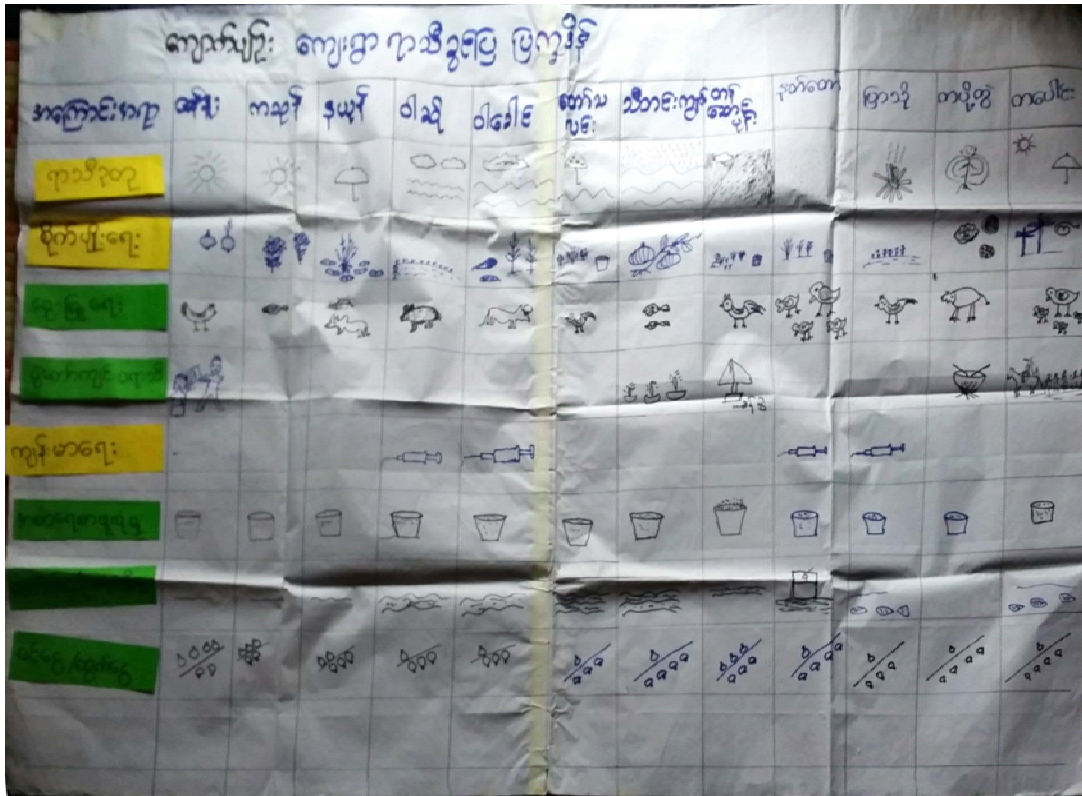 ကျောက်ပျဉ်း ကျေးရွာ ရာသီခွင်ပြ ပြက္ခဒိန်
အကြောင်းအရာ တန်ခူး ကဆုန် နယုန် ဝါဆို ဝါခေါင် တော်သလင်း သီတင်းကျွတ် တန်ဆောင်မုန်း နတ်တော် ပြာသို တပို့တွဲ တပေါင်း
ရာသီဥတု
စိုက်ပျိုးရေး
မွေးမြူရေး
ကျန်းမာရေး